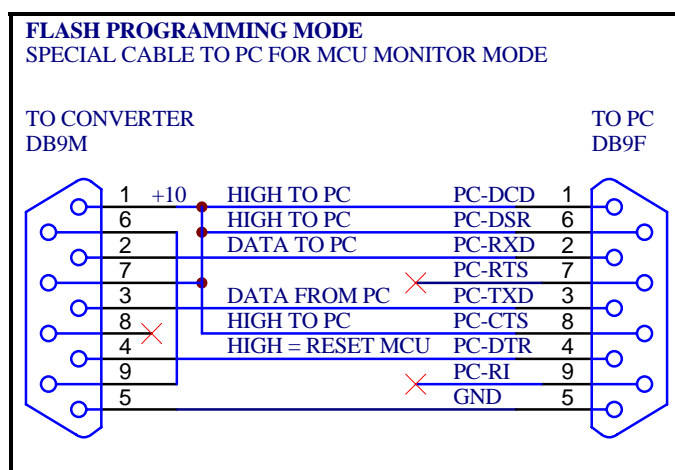 FLASH PROGRAMMING MODE
SPECIAL CABLE TO PC FOR MCU MONITOR MODE
TO CONVERTER TO PC
DB9M DB9F
1 +10 HIGH TO PC PC-DCD 1
6 HIGH TO PC PC-DSR 6
2 DATA TO PC PC-RXD 2
7 PC-RTS 7
3 DATA FROM PC PC-TXD 3
8 HIGH TO PC PC-CTS 8
4 HIGH = RESET MCU PC-DTR 4
9 PC-RI 9
5 GND 5